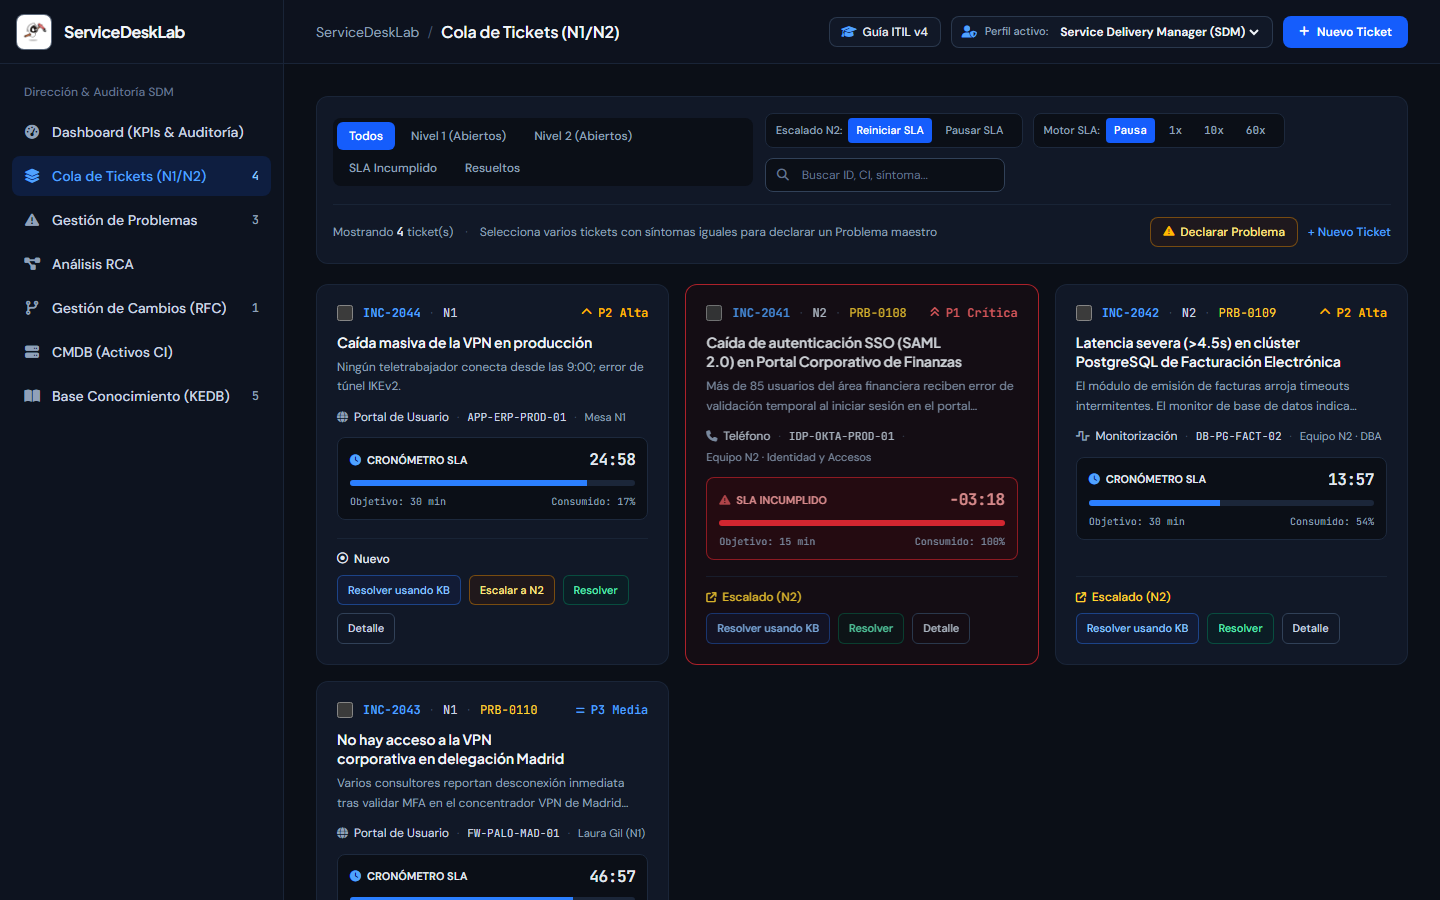 ServiceDeskLab
ServiceDeskLab / Cola de Tickets (N1/N2)
Guía ITIL v4
Perfil activo: Service Delivery Manager (SDM)
+ Nuevo Ticket
Dirección & Auditoría SDM
Dashboard (KPIs & Auditoría)
Cola de Tickets (N1/N2) 4
Gestión de Problemas 3
Análisis RCA
Gestión de Cambios (RFC) 1
CMDB (Activos CI)
Base Conocimiento (KEDB) 5
Todos Nivel 1 (Abiertos) Nivel 2 (Abiertos)
SLA Incumplido Resueltos
Escalado N2: Reiniciar SLA Pausar SLA
Motor SLA: Pausa 1x 10x 60x
Buscar ID, CI, síntoma...
Mostrando 4 ticket(s) · Selecciona varios tickets con síntomas iguales para declarar un Problema maestro
Declarar Problema
+ Nuevo Ticket
INC-2044 · N1 P2 Alta
Caída masiva de la VPN en producción
Ningún teletrabajador conecta desde las 9:00; error de
túnel IKEv2.
Portal de Usuario · APP-ERP-PROD-01 · Mesa N1
CRONÓMETRO SLA 24:58
Objetivo: 30 min Consumido: 17%
Nuevo
Resolver usando KB Escalar a N2 Resolver
Detalle
INC-2041 · N2 · PRB-0108 P1 Crítica
Caída de autenticación SSO (SAML
2.0) en Portal Corporativo de Finanzas
Más de 85 usuarios del área financiera reciben error de
validación temporal al iniciar sesión en el portal...
Teléfono · IDP-OKTA-PROD-01 ·
Equipo N2 · Identidad y Accesos
SLA INCUMPLIDO -03:18
Objetivo: 15 min Consumido: 100%
Escalado (N2)
Resolver usando KB Resolver Detalle
INC-2042 · N2 · PRB-0109 P2 Alta
Latencia severa (>4.5s) en clúster
PostgreSQL de Facturación Electrónica
El módulo de emisión de facturas arroja timeouts
intermitentes. El monitor de base de datos indica...
Monitorización · DB-PG-FACT-02 · Equipo N2 · DBA
CRONÓMETRO SLA 13:57
Objetivo: 30 min Consumido: 54%
Escalado (N2)
Resolver usando KB Resolver Detalle
INC-2043 · N1 · PRB-0110 P3 Media
No hay acceso a la VPN
corporativa en delegación Madrid
Varios consultores reportan desconexión inmediata
tras validar MFA en el concentrador VPN de Madrid...
Portal de Usuario · FW-PALO-MAD-01 · Laura Gil (N1)
CRONÓMETRO SLA 46:57